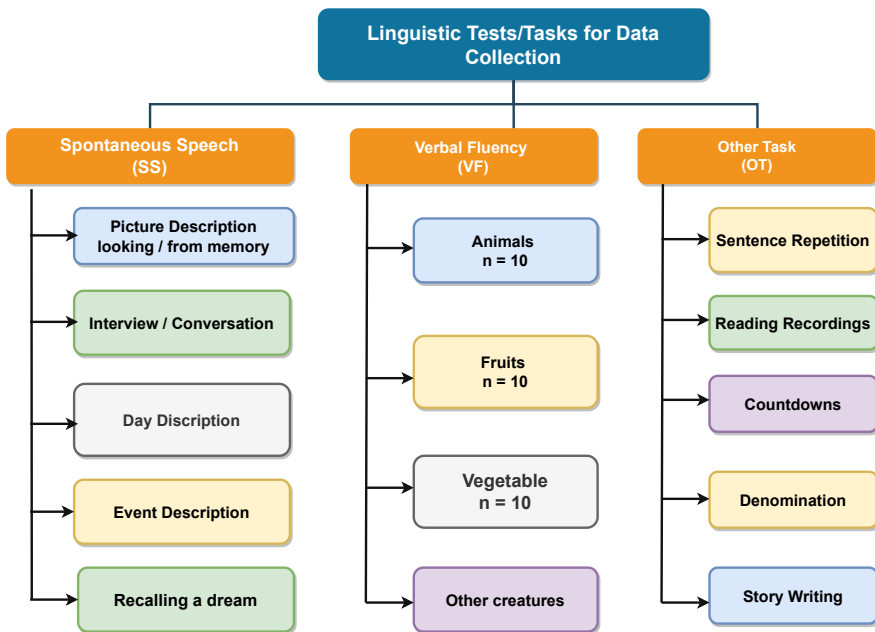 Linguistic Tests/Tasks for Data
Collection
Spontaneous Speech
(SS)
Picture Description
looking / from memory
Interview / Conversation
Day Discription
Event Description
Recalling a dream
Verbal Fluency
(VF)
Animals
n = 10
Fruits
n = 10
Vegetable
n = 10
Other creatures
Other Task
(OT)
Sentence Repetition
Reading Recordings
Countdowns
Denomination
Story Writing